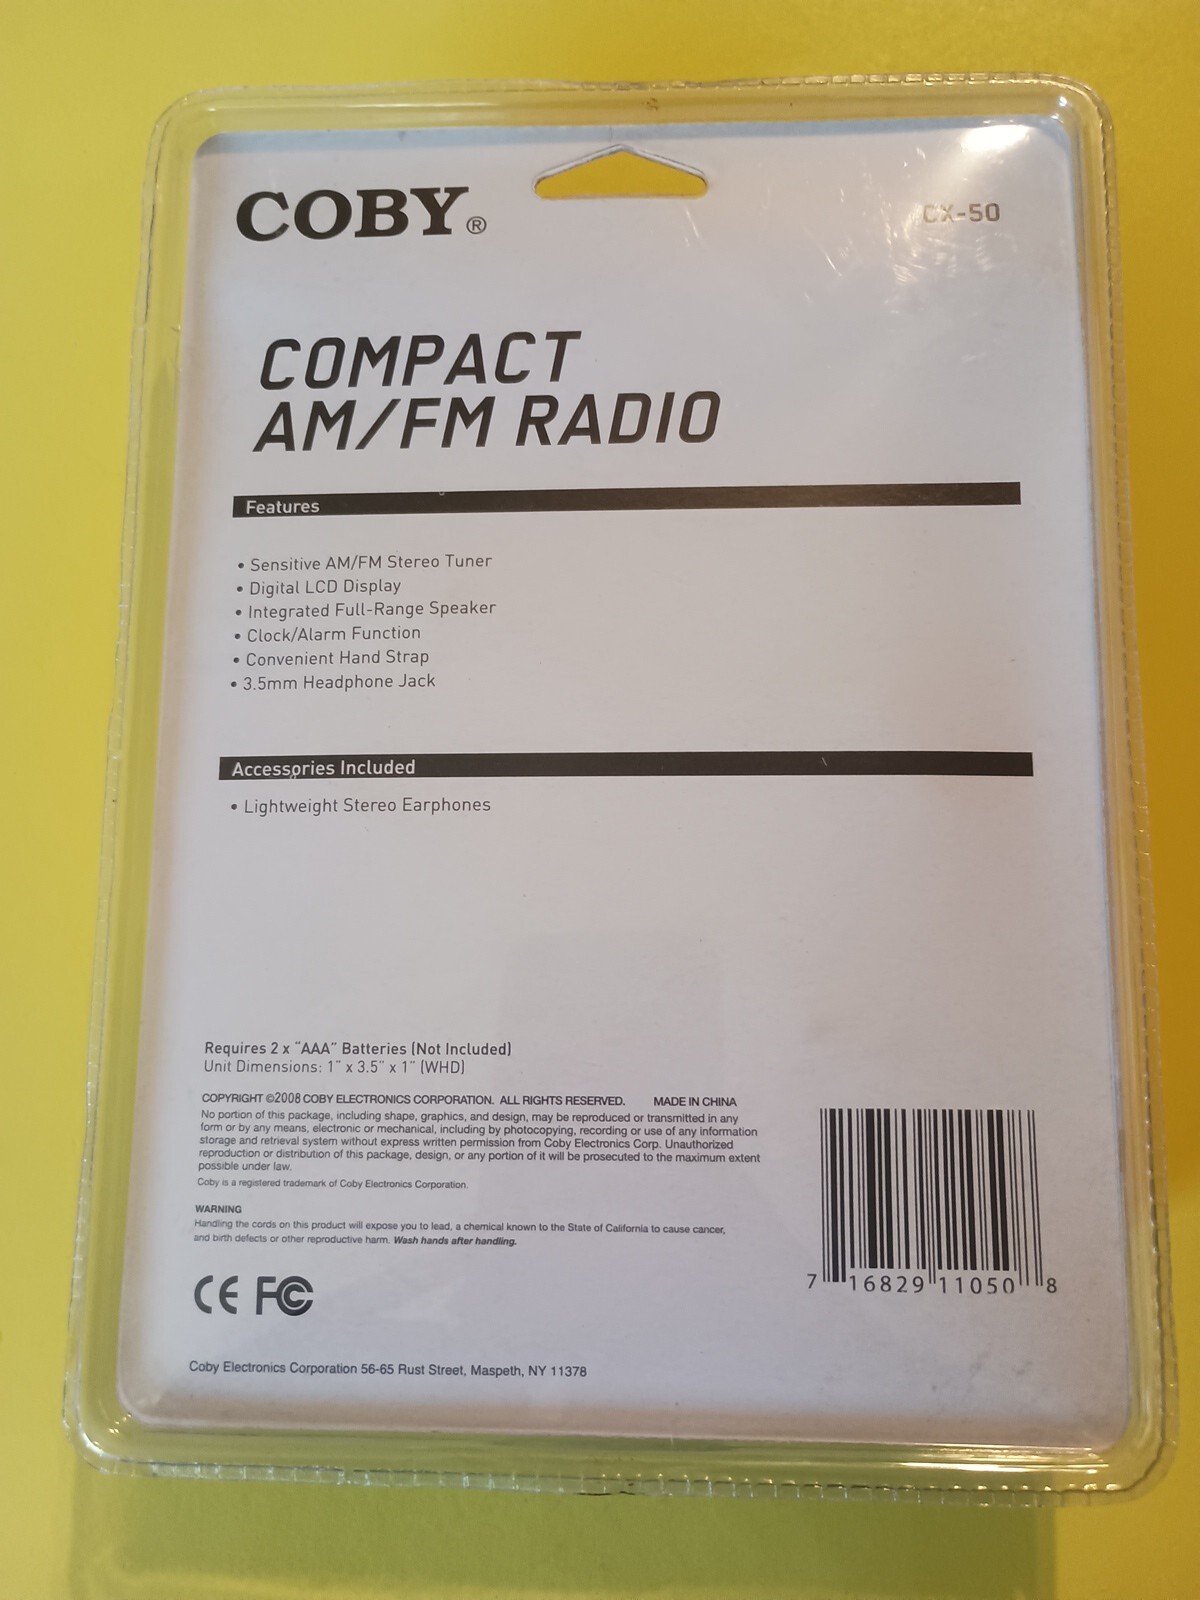 COBY®
CX-50
COMPACT
AM/FM RADIO
Features
• Sensitive AM/FM Stereo Tuner
• Digital LCD Display
• Integrated Full-Range Speaker
• Clock/Alarm Function
• Convenient Hand Strap
• 3.5mm Headphone Jack
Accessories Included
• Lightweight Stereo Earphones
Requires 2 x "AAA" Batteries (Not Included)
Unit Dimensions: 1" x 3.5" x 1" (WHD)
COPYRIGHT ©2008 COBY ELECTRONICS CORPORATION. ALL RIGHTS RESERVED. MADE IN CHINA
No portion of this package, including shape, graphics, and design, may be reproduced or transmitted in any
form or by any means, electronic or mechanical, including by photocopying, recording or use of any information
storage and retrieval system without express written permission from Coby Electronics Corp. Unauthorized
reproduction or distribution of this package, design, or any portion of it will be prosecuted to the maximum extent
possible under law.
Coby is a registered trademark of Coby Electronics Corporation.
WARNING
Handling the cords on this product will expose you to lead, a chemical known to the State of California to cause cancer,
and birth defects or other reproductive harm. Wash hands after handling.
CE FC
7 16829 11050 8
Coby Electronics Corporation 56-65 Rust Street, Maspeth, NY 11378